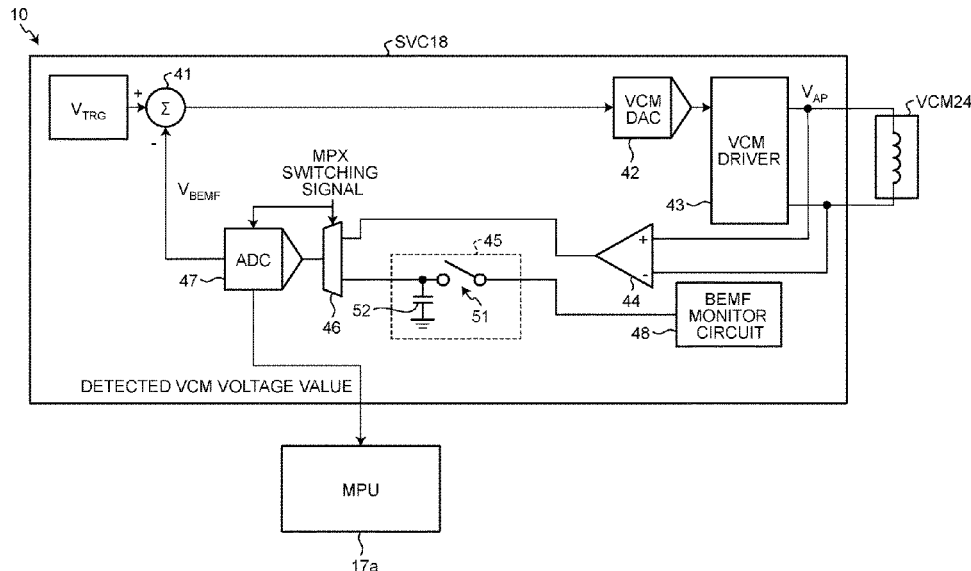 10
SVC18
41
V_TRG
+
Σ
-
VCM
DAC
42
V_AP
VCM24
VCM
DRIVER
43
MPX
SWITCHING
SIGNAL
V_BEMF
ADC
47
46
45
52
51
+
-
44
BEMF
MONITOR
CIRCUIT
48
DETECTED VCM VOLTAGE VALUE
MPU
17a